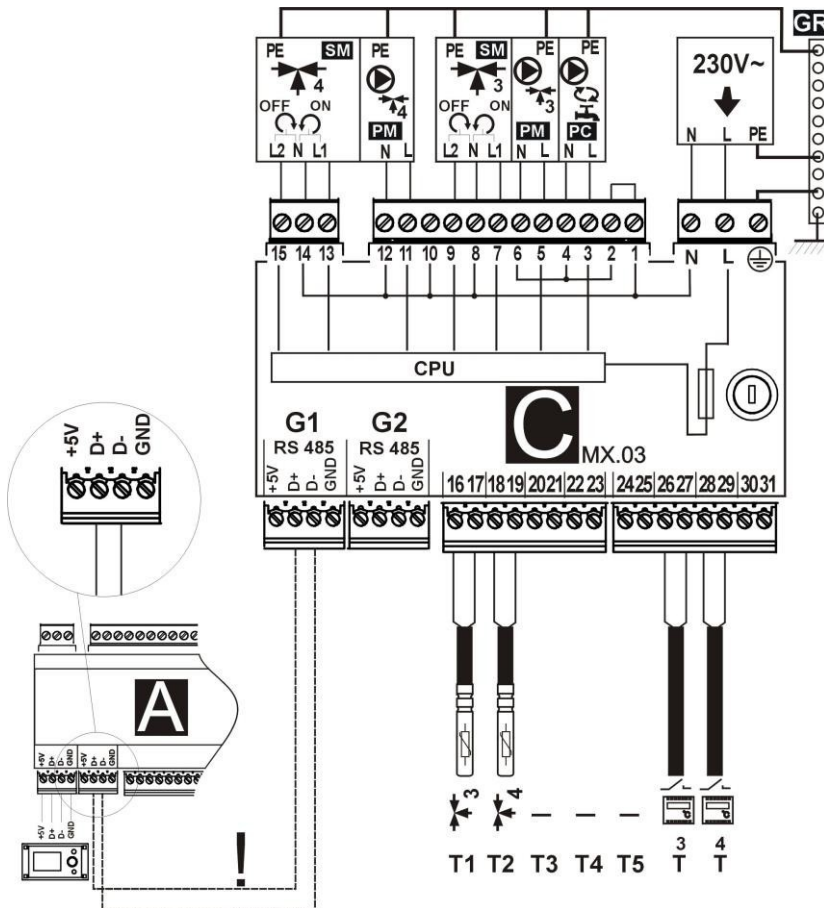 GR
PE SM PE PE SM PE PE
4 4 3 3
230V~
OFF ON OFF ON
PM PM PC
L2 N L1 N L L2 N L1 N L N L
N L PE
15 14 13 12 11 10 9 8 7 6 5 4 3 2 1 N L
CPU
C MX.03
G1 G2
RS 485 RS 485
+5V D+ D- GND +5V D+ D- GND
16 17 18 19 20 21 22 23 24 25 26 27 28 29 30 31
+5V D+ D- GND
A
+5V D+ D- GND +5V D+ D- GND
+5V D+ D- GND
!
3 4 — — — 3 4
T1 T2 T3 T4 T5 T T